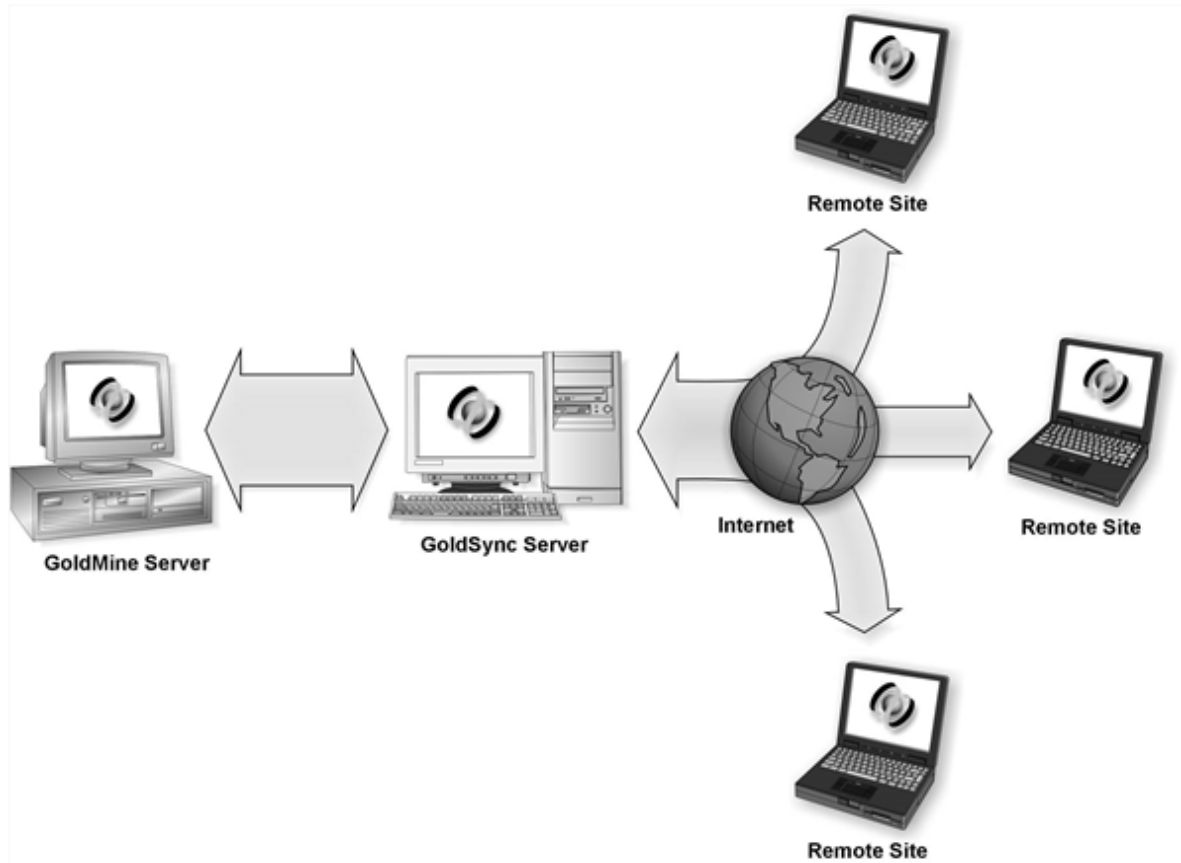 Remote Site
GoldMine Server
GoldSync Server
Internet
Remote Site
Remote Site